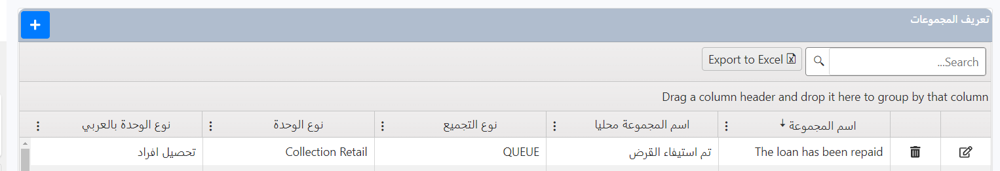 تعريف المجموعات
Search...
Export to Excel
Drag a column header and drop it here to group by that column
اسم المجموعة
اسم المجموعة محليا
نوع التجميع
نوع الوحدة
نوع الوحدة بالعربي
The loan has been repaid
تم استيفاء القرض
QUEUE
Collection Retail
تحصيل افراد